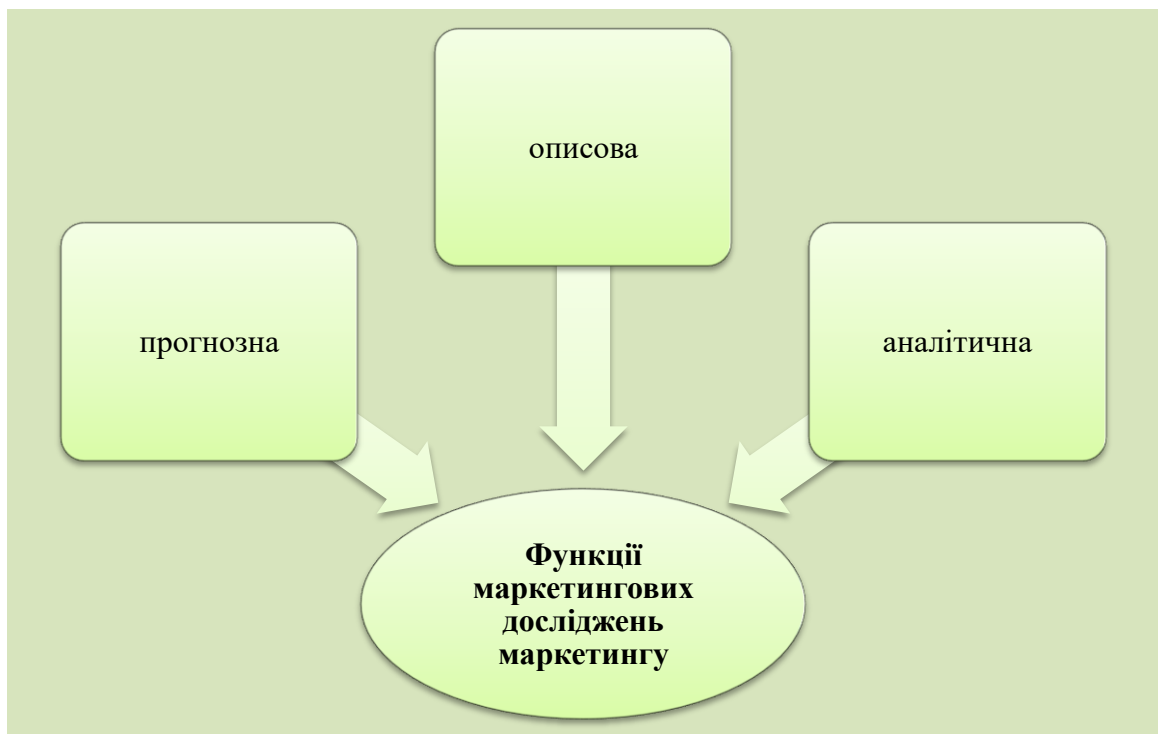 описова
прогнозна
аналітична
Функції
маркетингових
досліджень
маркетингу